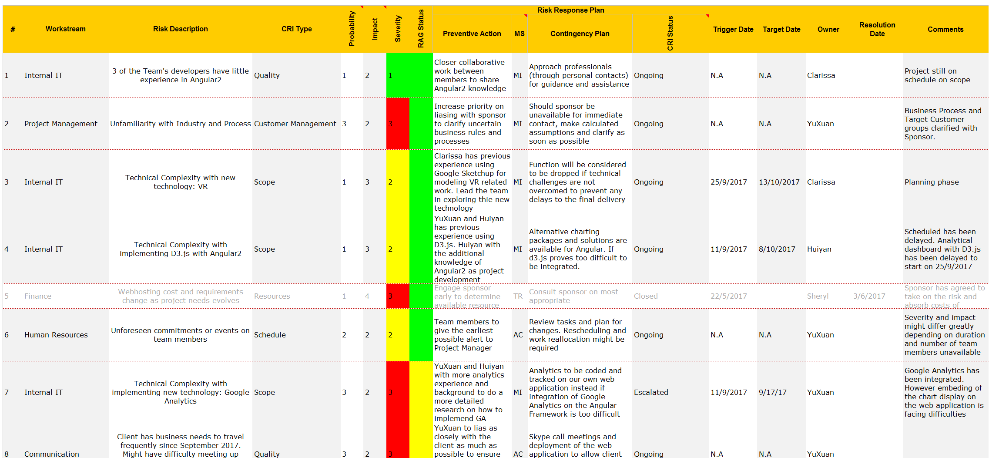 Risk Response Plan
#
Workstream
Risk Description
CRI Type
Probability
Impact
Severity
RAG Status
Preventive Action
MS
Contingency Plan
CRI Status
Trigger Date
Target Date
Owner
Resolution
Date
Comments
1
Internal IT
3 of the Team's developers have little
experience in Angular2
Quality
1
2
1
Closer collaborative
work between
members to share
Angular2 knowledge
MI
Approach professionals
(through personal contacts)
for guidance and assistance
Ongoing
N.A
N.A
Clarissa
Project still on
schedule on scope
2
Project Management
Unfamiliarity with Industry and Process
Customer Management
3
2
3
Increase priority on
liasing with sponsor
to clarify uncertain
business rules and
processes
MI
Should sponsor be
unavailable for immediate
contact, make calculated
assumptions and clarify as
soon as possible
Ongoing
N.A
N.A
YuXuan
Business Process and
Target Customer
groups clarified with
Sponsor.
3
Internal IT
Technical Complexity with new
technology: VR
Scope
1
3
2
Clarissa has previous
experience using
Google Sketchup for
modeling VR related
work. Lead the team
in exploring thie new
technology
MI
Function will be considered
to be dropped if technical
challenges are not
overcomed to prevent any
delays to the final delivery
Ongoing
25/9/2017
13/10/2017
Clarissa
Planning phase
4
Internal IT
Technical Complexity with
implementing D3.js with Angular2
Scope
1
3
2
YuXuan and Huiyan
has previous
experience using
D3.js. Huiyan with
the additional
knowledge of
Angular2 as project
development
MI
Alternative charting
packages and solutions are
available for Angular. If
d3.js proves too difficult to
be integrated.
Ongoing
11/9/2017
8/10/2017
Huiyan
Scheduled has been
delayed. Analytical
dashboard with D3.js
has been delayed to
start on 25/9/2017
5
Finance
Webhosting cost and requirements
change as project needs evolves
Resources
1
4
3
Engage sponsor
early to determine
available resource
TR
Consult sponsor on most
appropriate
Closed
22/5/2017
Sheryl
3/6/2017
Sponsor has agreed to
take on the risk and
absorb costs of
6
Human Resources
Unforeseen commitments or events on
team members
Schedule
2
2
2
Team members to
give the earliest
possible alert to
Project Manager
AC
Review tasks and plan for
changes. Rescheduling and
work reallocation might be
required
Ongoing
N.A
N.A
YuXuan
Severity and impact
might differ greatly
depending on duration
and number of team
members unavailable
7
Internal IT
Technical Complexity with
implementing new technology: Google
Analytics
Scope
3
2
3
YuXuan and Huiyan
with more analytics
experience and
background to do a
more detailed
research on how to
implemend GA
MI
Analytics to be coded and
tracked on our own web
application instead if
integration of Google
Analytics on the Angular
Framework is too difficult
Escalated
11/9/2017
9/17/17
YuXuan
Google Analytics has
been integrated.
However embeding of
the chart display on
the web application is
facing difficulties
8
Communication
Client has business needs to travel
frequently since September 2017.
Might have difficulty meeting up
Quality
3
2
3
YuXuan to lias as
closely with the
client as much as
possible to ensure
AC
Skype call meetings and
deployment of the web
application to allow client
Ongoing
N.A
N.A
YuXuan